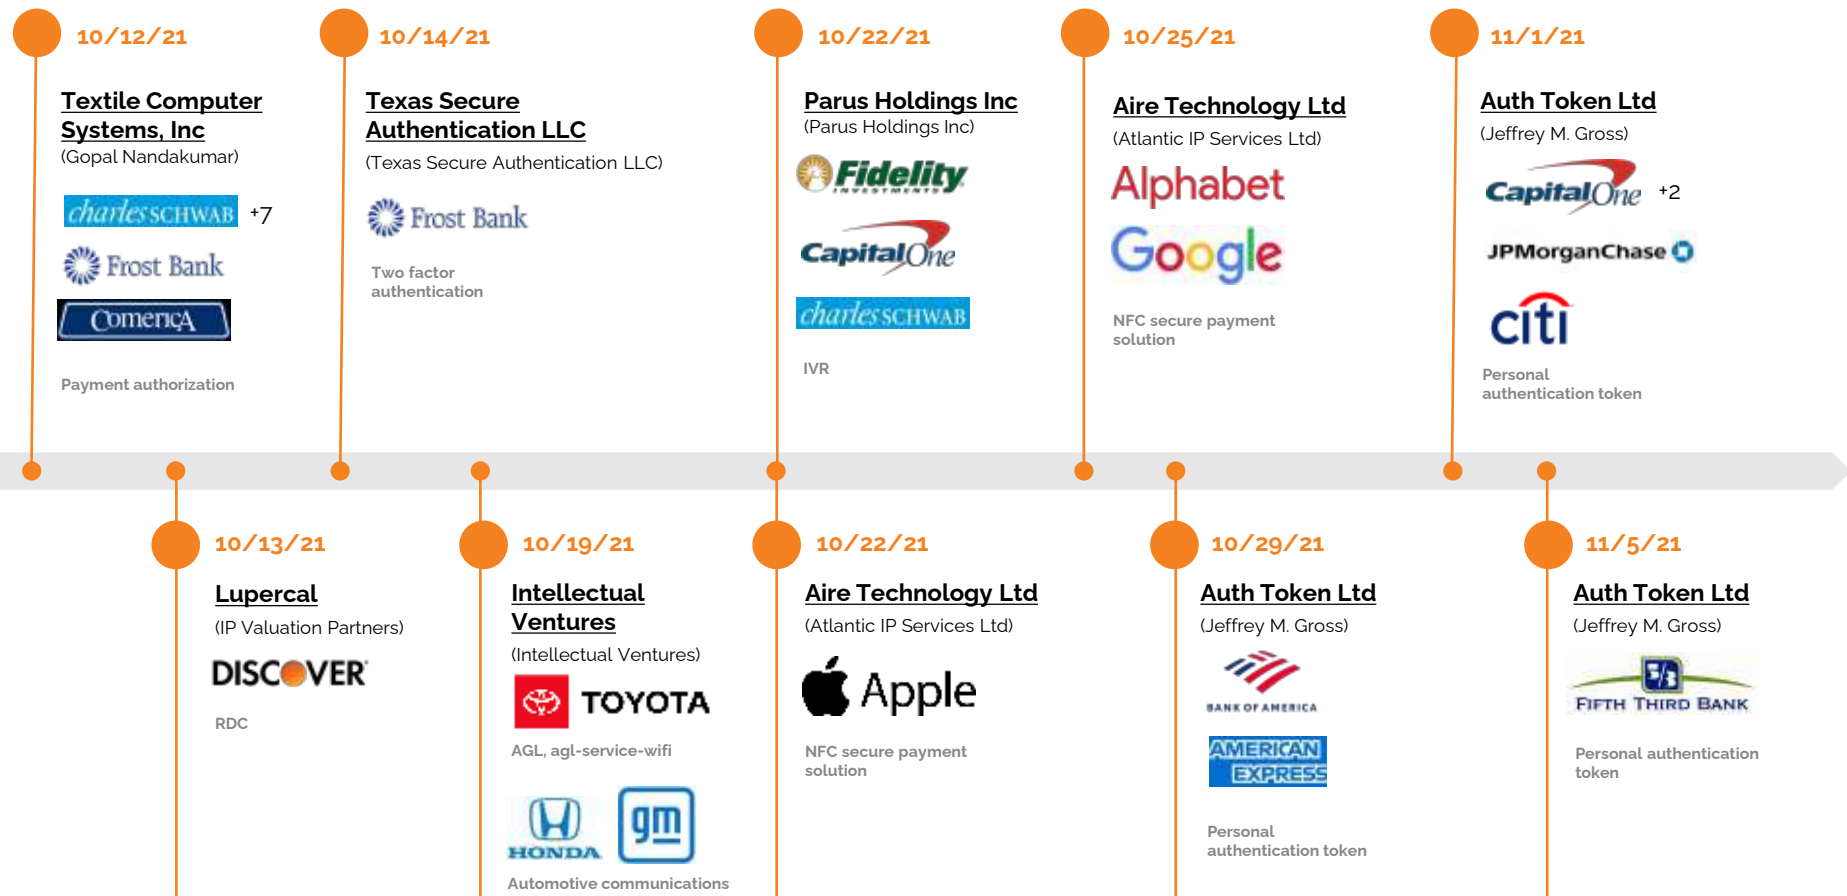 10/12/21
Textile Computer
Systems, Inc
(Gopal Nandakumar)
charles SCHWAB +7
Frost Bank
Comerica
Payment authorization
10/14/21
Texas Secure
Authentication LLC
(Texas Secure Authentication LLC)
Frost Bank
Two factor
authentication
10/22/21
Parus Holdings Inc
(Parus Holdings Inc)
Fidelity
INVESTMENTS
CapitalOne
charles SCHWAB
IVR
10/25/21
Aire Technology Ltd
(Atlantic IP Services Ltd)
Alphabet
Google
NFC secure payment
solution
11/1/21
Auth Token Ltd
(Jeffrey M. Gross)
CapitalOne +2
JPMorganChase
citi
Personal
authentication token
10/13/21
Lupercal
(IP Valuation Partners)
DISCOVER
RDC
10/19/21
Intellectual
Ventures
(Intellectual Ventures)
TOYOTA
AGL, agl-service-wifi
HONDA
gm
Automotive communications
10/22/21
Aire Technology Ltd
(Atlantic IP Services Ltd)
Apple
NFC secure payment
solution
10/29/21
Auth Token Ltd
(Jeffrey M. Gross)
BANK OF AMERICA
AMERICAN
EXPRESS
Personal
authentication token
11/5/21
Auth Token Ltd
(Jeffrey M. Gross)
5/3
FIFTH THIRD BANK
Personal authentication
token